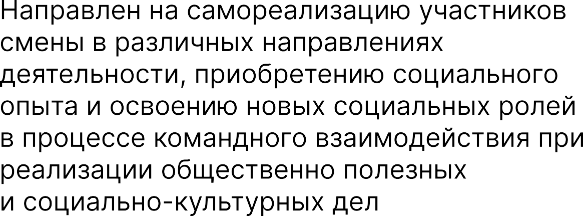 Направлен на самореализацию участников
смены в различных направлениях
деятельности, приобретению социального
опыта и освоению новых социальных ролей
в процессе командного взаимодействия при
реализации общественно полезных
и социально-культурных дел